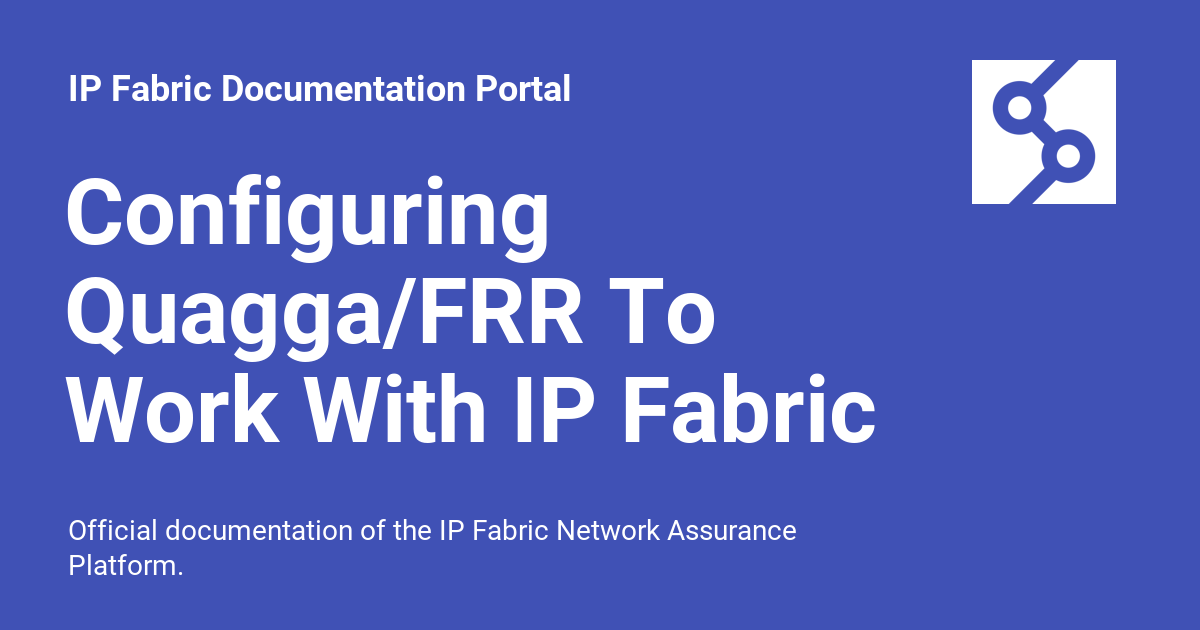 IP Fabric Documentation Portal
Configuring
Quagga/FRR To
Work With IP Fabric
Official documentation of the IP Fabric Network Assurance
Platform.